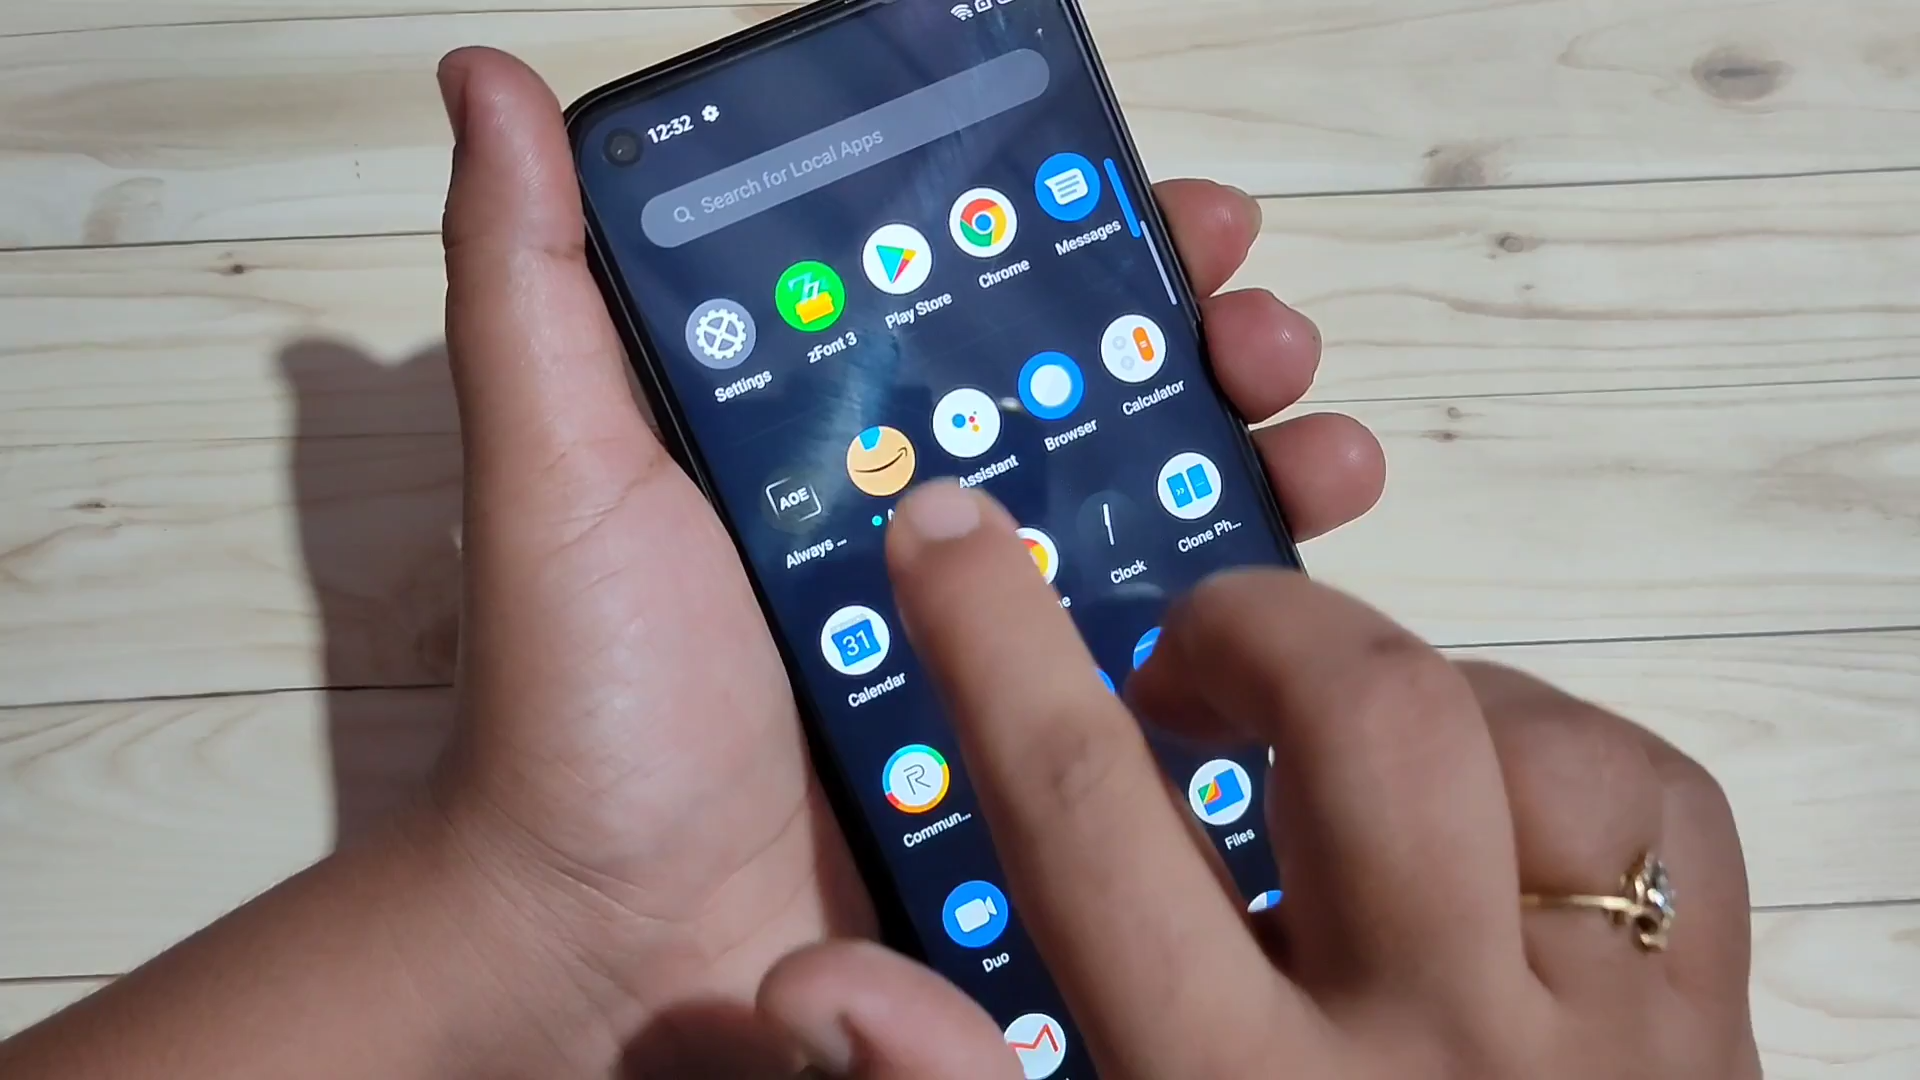 12:32
Search for Local Apps
Settings
zFont 3
Play Store
Chrome
Messages
AOE
Always ...
Assistant
Browser
Calculator
31
Calendar
Clock
Clone Ph...
R
Commun...
Files
Duo